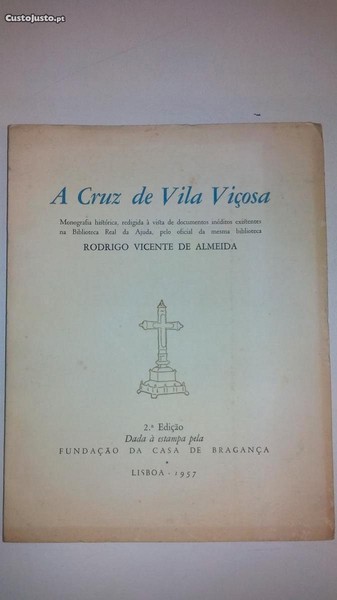 CustoJusto.pt
A Cruz de Vila Viçosa
Monografia histórica, redigida à vista de documentos inéditos existentes
na Biblioteca Real da Ajuda, pelo oficial da mesma biblioteca
RODRIGO VICENTE DE ALMEIDA
2.ª Edição
Dada à estampa pela
FUNDAÇÃO DA CASA DE BRAGANÇA
LISBOA - 1957